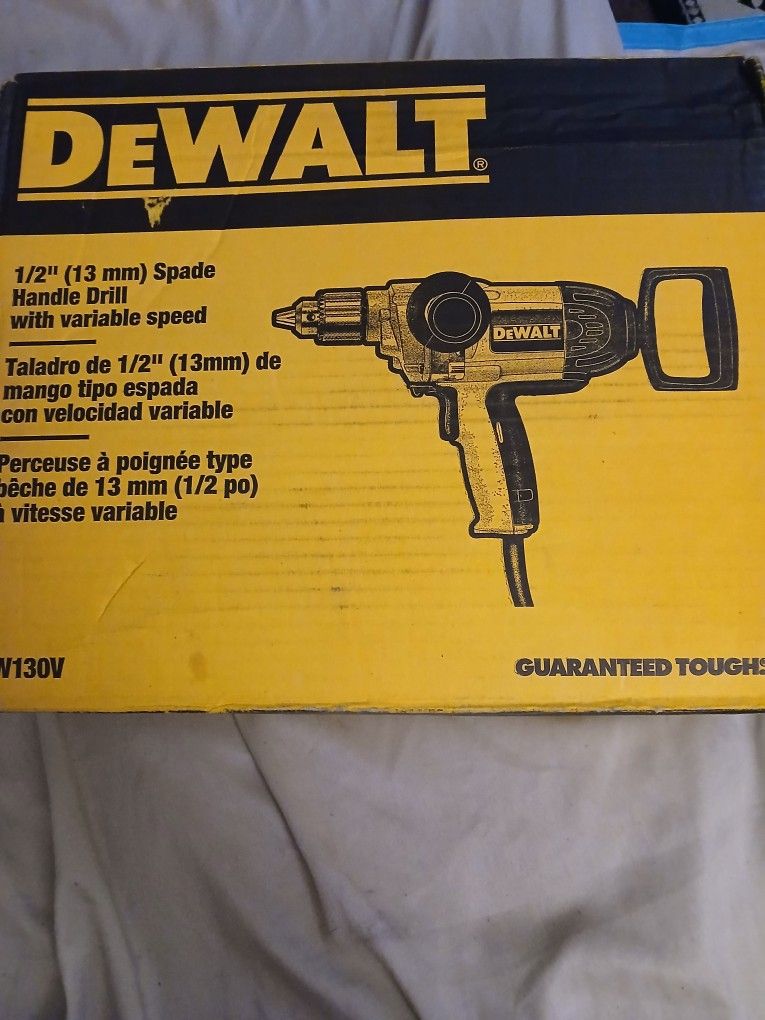 DEWALT®
1/2" (13 mm) Spade
Handle Drill
with variable speed
Taladro de 1/2" (13mm) de
mango tipo espada
con velocidad variable
Perceuse à poignée type
bêche de 13 mm (1/2 po)
à vitesse variable
DEWALT
W130V
GUARANTEED TOUGH